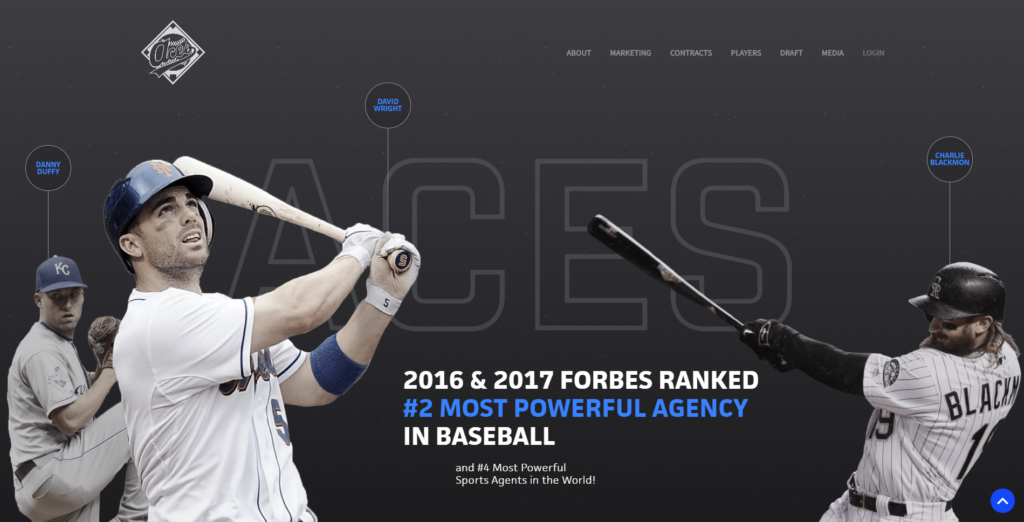 Aces
ABOUT MARKETING CONTRACTS PLAYERS DRAFT MEDIA LOGIN
DAVID
WRIGHT
DANNY
DUFFY
CHARLIE
BLACKMON
ACES
KC
S
5
5
BLACKM
19
1
2016 & 2017 FORBES RANKED
#2 MOST POWERFUL AGENCY
IN BASEBALL
and #4 Most Powerful
Sports Agents in the World!